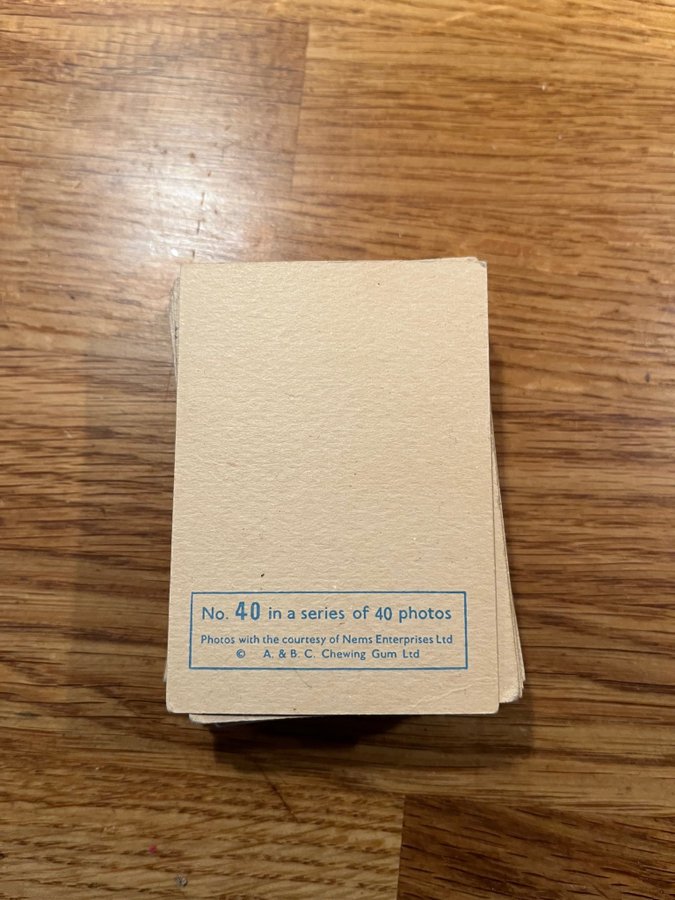 No. 40 in a series of 40 photos
Photos with the courtesy of Nems Enterprises Ltd
© A. & B. C. Chewing Gum Ltd